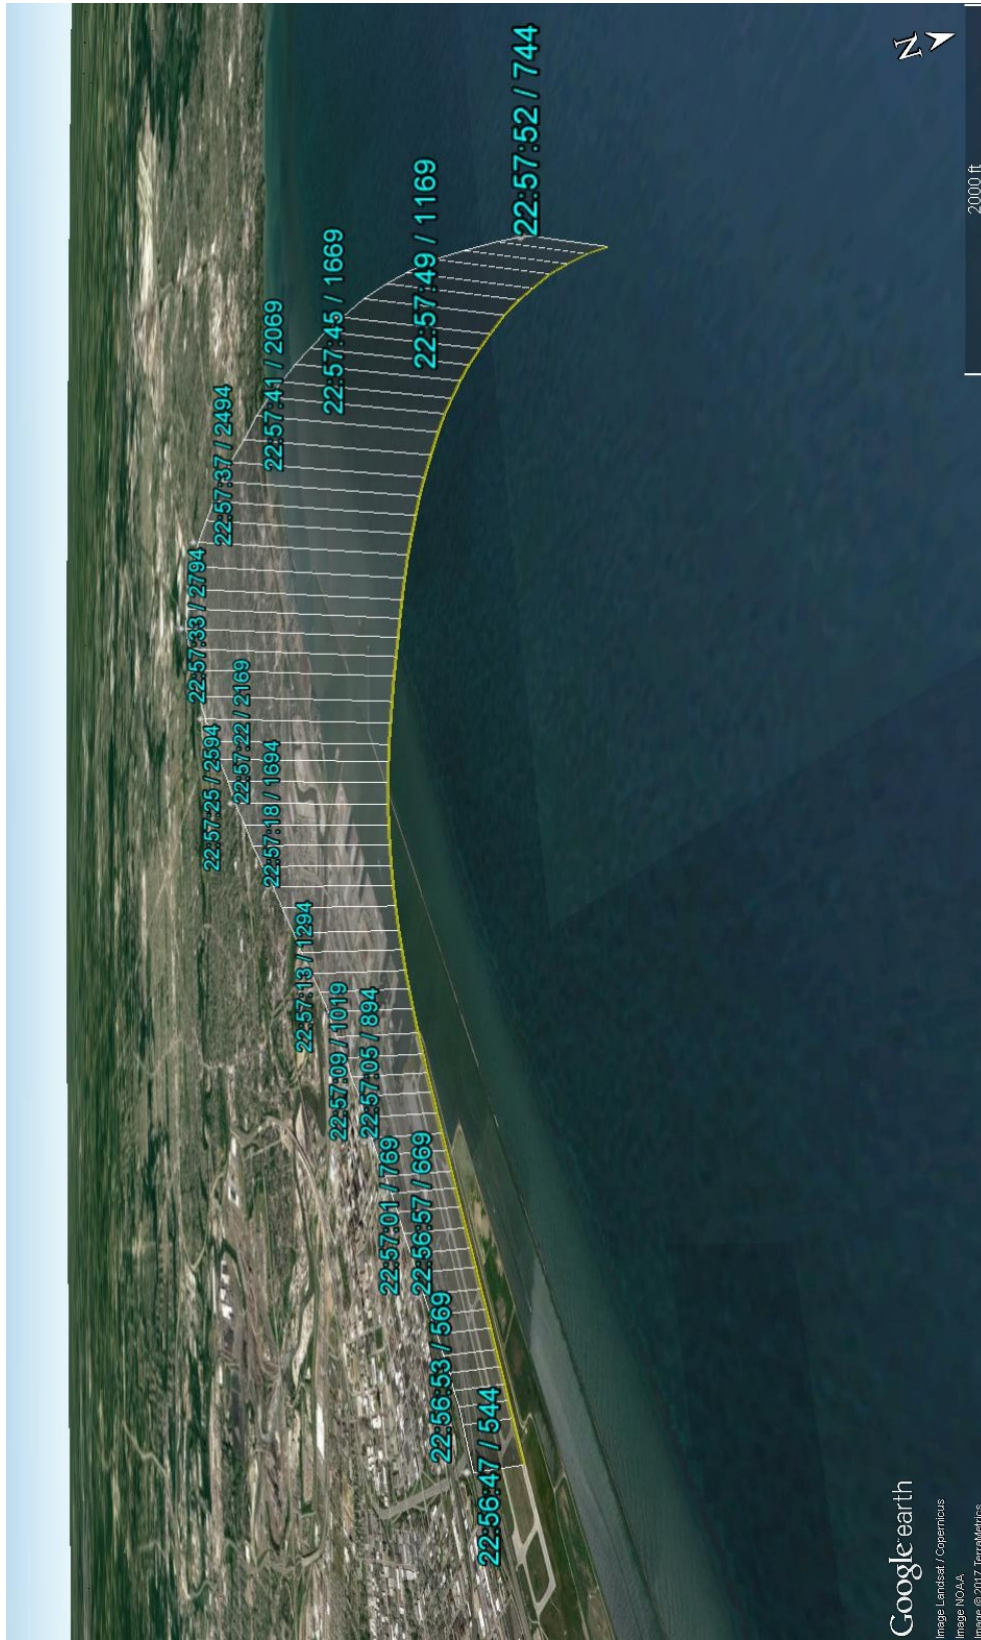 22:56:47 / 544
22:56:53 / 569
22:56:57 / 669
22:57:01 / 769
22:57:05 / 894
22:57:09 / 1019
22:57:13 / 1294
22:57:18 / 1694
22:57:22 / 2169
22:57:25 / 2594
22:57:33 / 2794
22:57:37 / 2494
22:57:41 / 2069
22:57:45 / 1669
22:57:49 / 1169
22:57:52 / 744
N
Google earth
Image Landsat / Copernicus
Image NOAA
Image © 2017 TerraMetrics
2000 ft